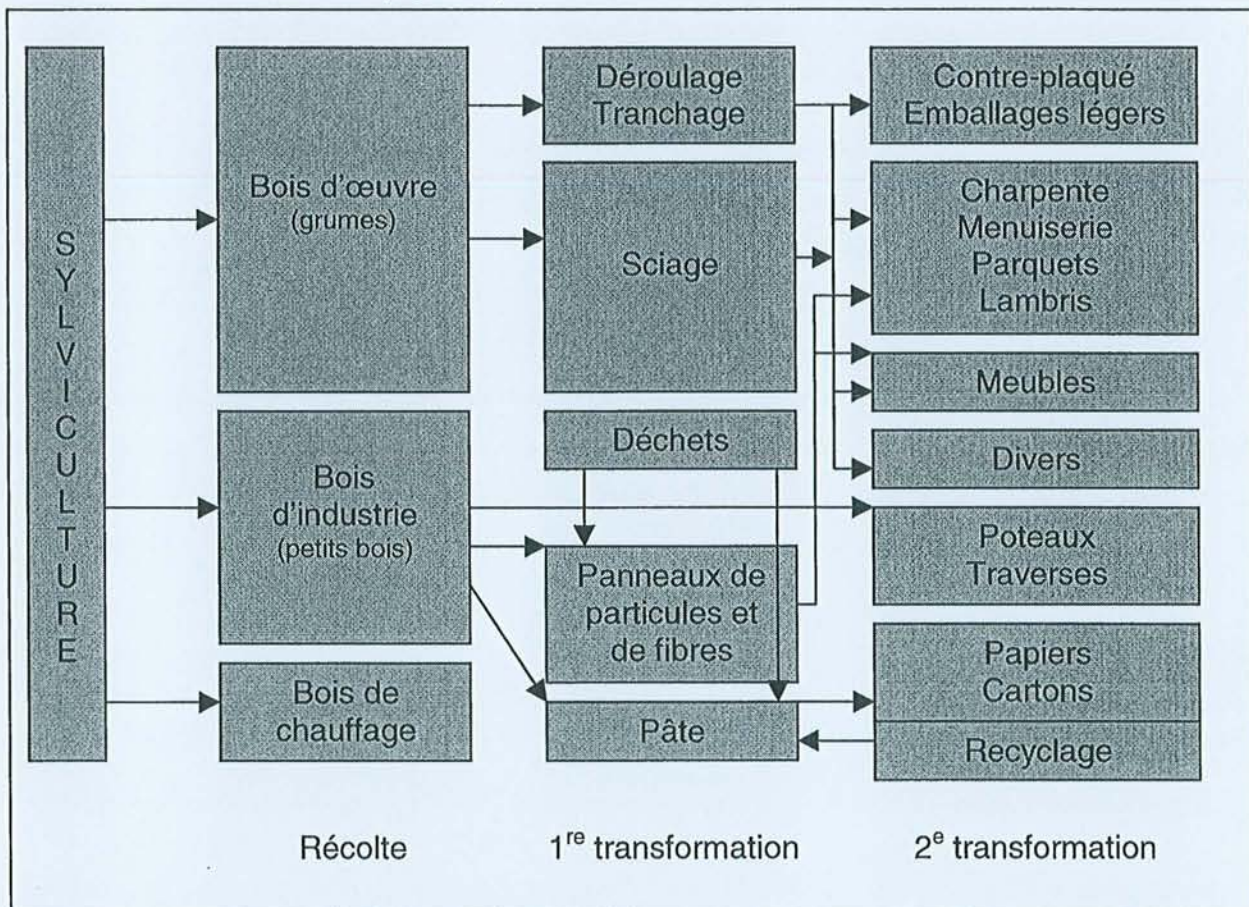 SYLVICULTURE
Bois d'œuvre
(grumes)
Bois
d'industrie
(petits bois)
Bois de
chauffage
Déroulage
Tranchage
Sciage
Déchets
Panneaux de
particules et
de fibres
Pâte
Contre-plaqué
Emballages légers
Charpente
Menuiserie
Parquets
Lambris
Meubles
Divers
Poteaux
Traverses
Papiers
Cartons
Recyclage
Récolte
1re transformation
2e transformation